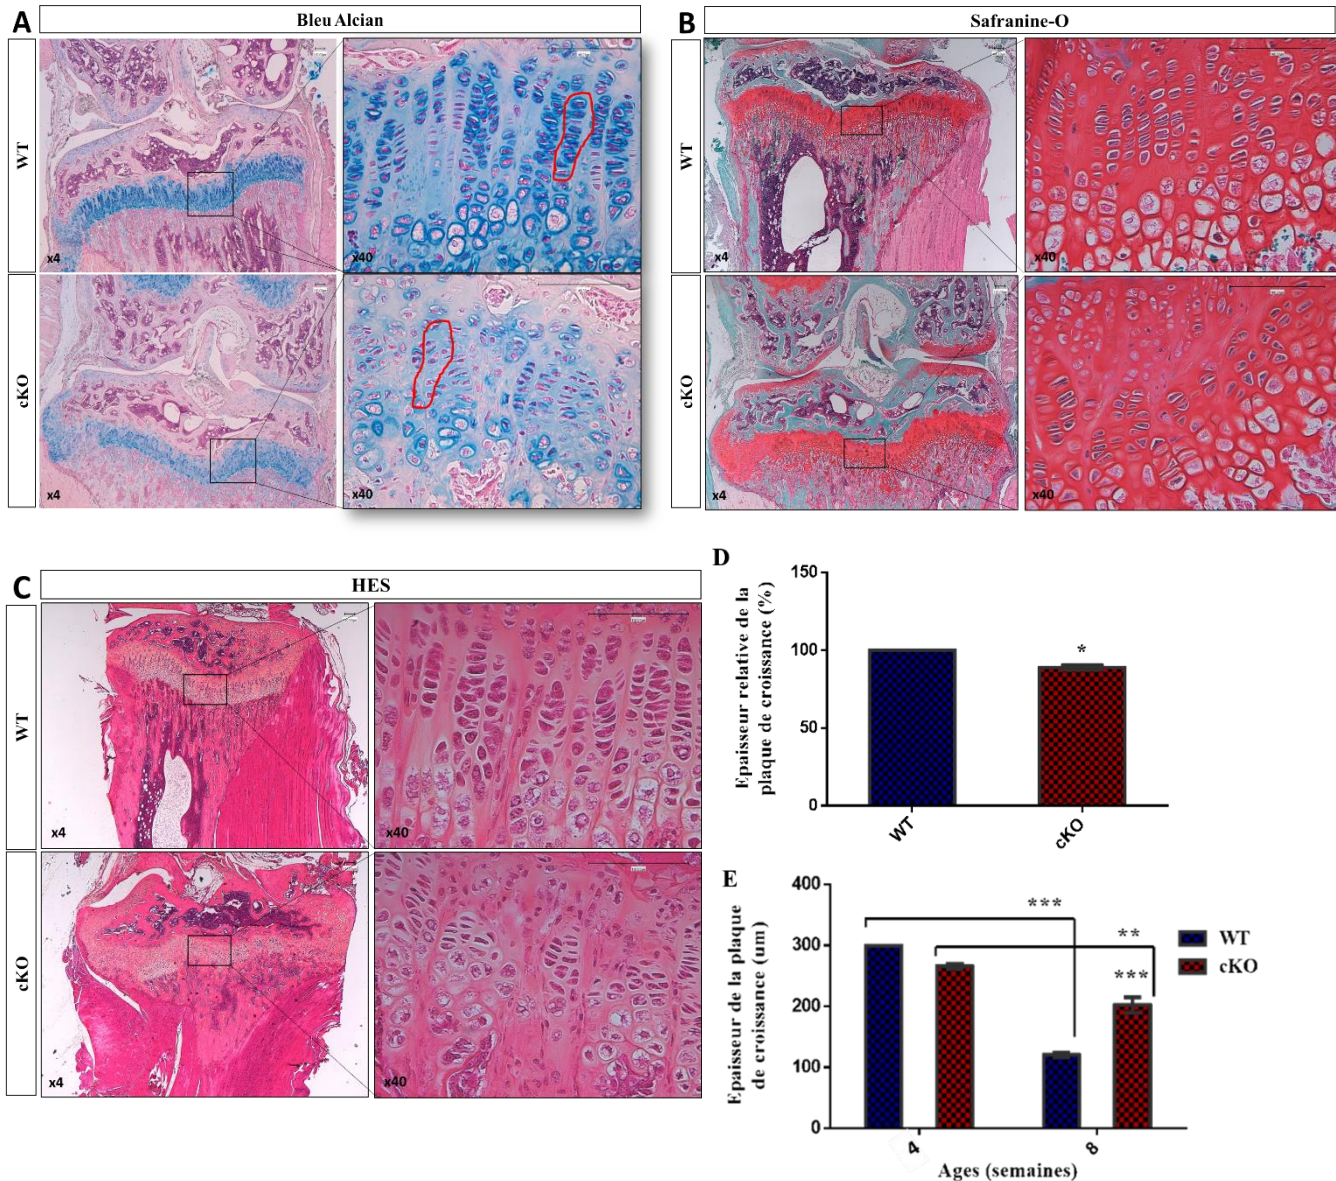 A
Bleu Alcian
WT
x4
x40
cKO
x4
x40
B
Safranine-O
WT
x4
x40
cKO
x4
x40
C
HES
WT
x4
x40
cKO
x4
x40
D
Epaisseur relative de la
plaque de croissance (%)
150
100
50
0
*
WT
cKO
E
Epaisseur de la plaque
de croissance (um)
400
300
200
100
0
***
**
***
WT
cKO
4
8
Ages (semaines)